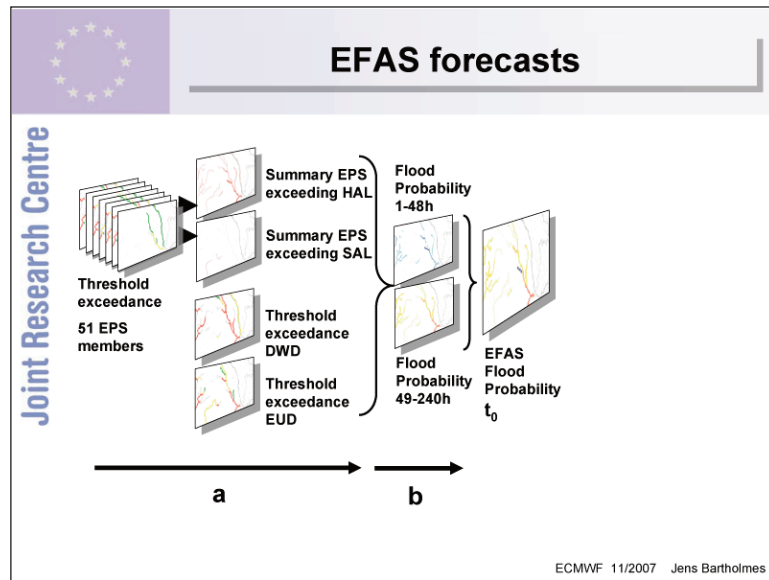 EFAS forecasts
Joint Research Centre
Threshold
exceedance
51 EPS
members
Summary EPS
exceeding HAL
Summary EPS
exceeding SAL
Threshold
exceedance
DWD
Threshold
exceedance
EUD
Flood
Probability
1-48h
Flood
Probability
49-240h
EFAS
Flood
Probability
t0
a
b
ECMWF 11/2007 Jens Bartholmes